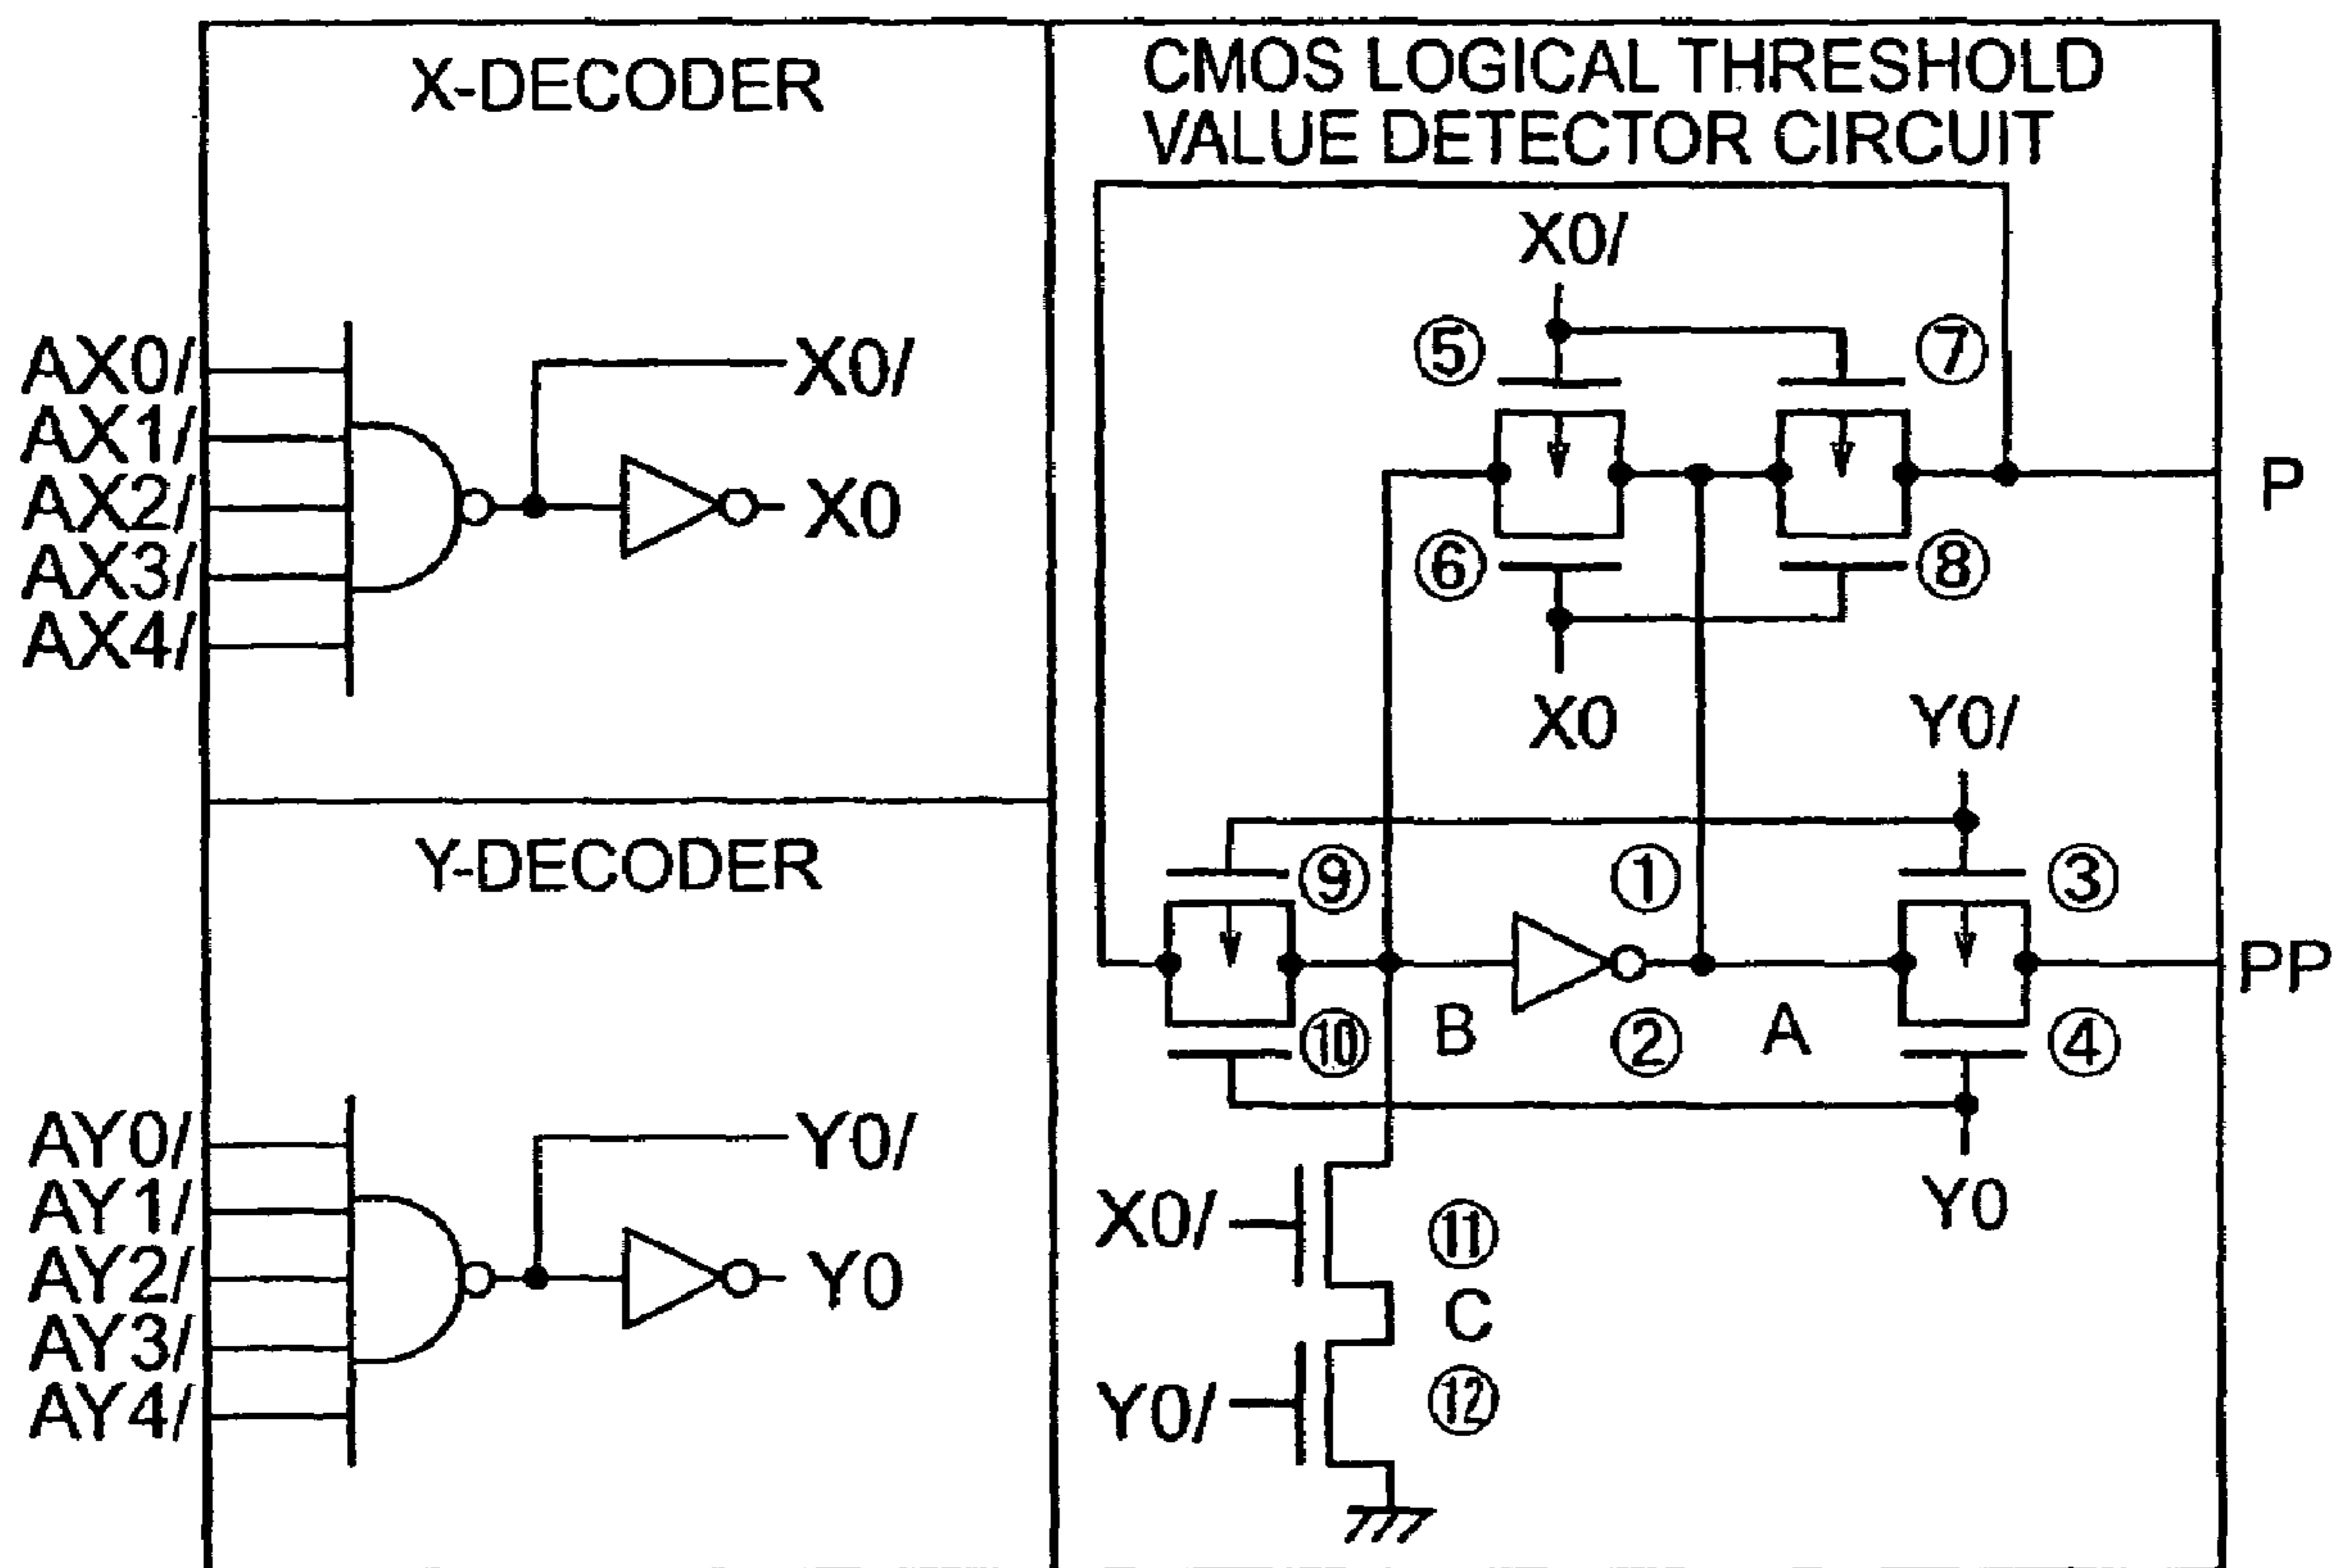 X-DECODER
AX0/
AX1/
AX2/
AX3/
AX4/
X0/
X0
Y-DECODER
AY0/
AY1/
AY2/
AY3/
AY4/
Y0/
Y0
CMOS LOGICAL THRESHOLD
VALUE DETECTOR CIRCUIT
X0/
⑤
⑦
P
⑥
⑧
X0
Y0/
⑨
①
③
PP
⑩
B
②
A
④
Y0
X0/
⑪
C
Y0/
⑫